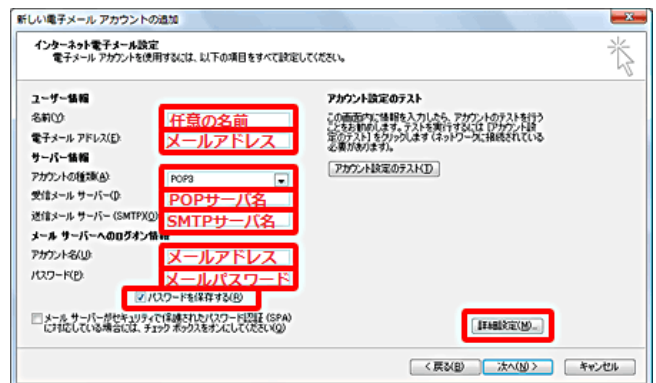 新しい電子メール アカウントの追加
インターネット電子メール設定
電子メール アカウントを使用するには、以下の項目をすべて設定してください。
ユーザー情報
名前(Y):
任意の名前
電子メール アドレス(E):
メールアドレス
サーバー情報
アカウントの種類(A):
POP3
受信メール サーバー(I):
POPサーバ名
送信メール サーバー (SMTP)(O):
SMTPサーバ名
メール サーバーへのログオン情報
アカウント名(U):
メールアドレス
パスワード(P):
メールパスワード
パスワードを保存する(R)
メール サーバーがセキュリティで保護されたパスワード認証 (SPA)
に対応している場合には、チェック ボックスをオンにしてください(Q)
アカウント設定のテスト
この画面内に情報を入力したら、アカウントのテストを行う
ことをお勧めします。テストを実行するには [アカウント設
定のテスト] をクリックします (ネットワークに接続されている
必要があります)。
アカウント設定のテスト(T)
詳細設定(M)...
< 戻る(B)
次へ(N) >
キャンセル